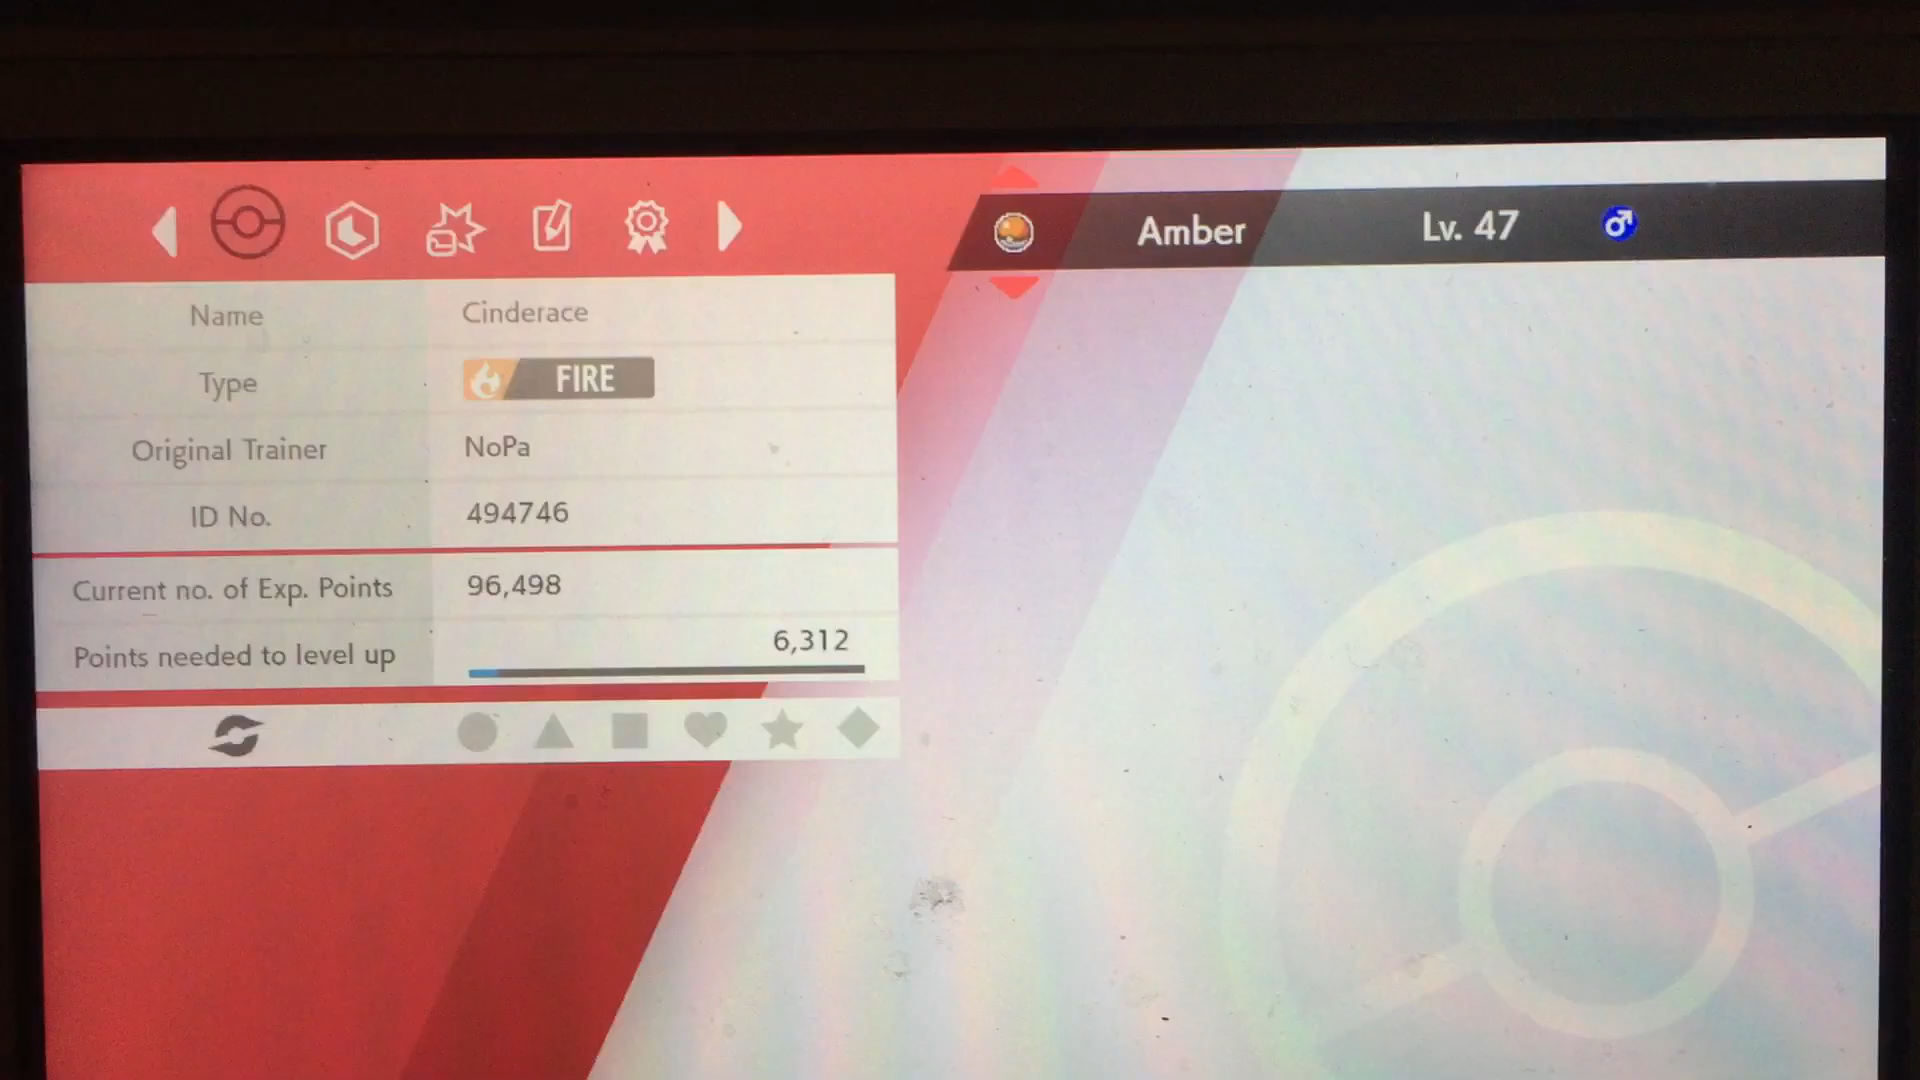 Amber Lv. 47 ♂
Name Cinderace
Type FIRE
Original Trainer NoPa
ID No. 494746
Current no. of Exp. Points 96,498
Points needed to level up 6,312